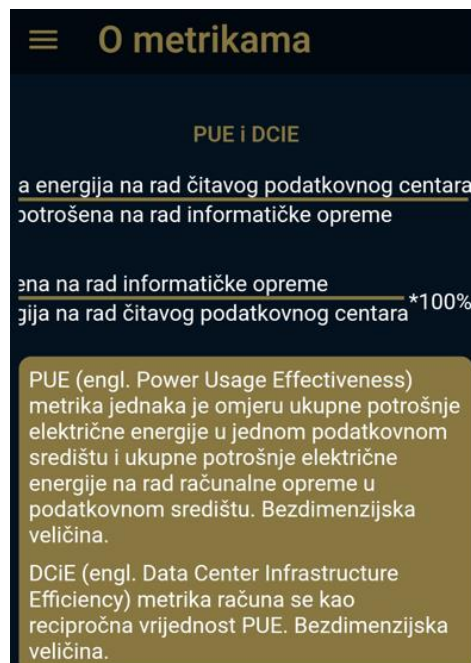 O metrikama
PUE i DCIE
a energija na rad čitavog podatkovnog centara
potrošena na rad informatičke opreme
ena na rad informatičke opreme
*100%
gija na rad čitavog podatkovnog centara
PUE (engl. Power Usage Effectiveness)
metrika jednaka je omjeru ukupne potrošnje
električne energije u jednom podatkovnom
središtu i ukupne potrošnje električne
energije na rad računalne opreme u
podatkovnom središtu. Bezdimenzijska
veličina.
DCiE (engl. Data Center Infrastructure
Efficiency) metrika računa se kao
recipročna vrijednost PUE. Bezdimenzijska
veličina.